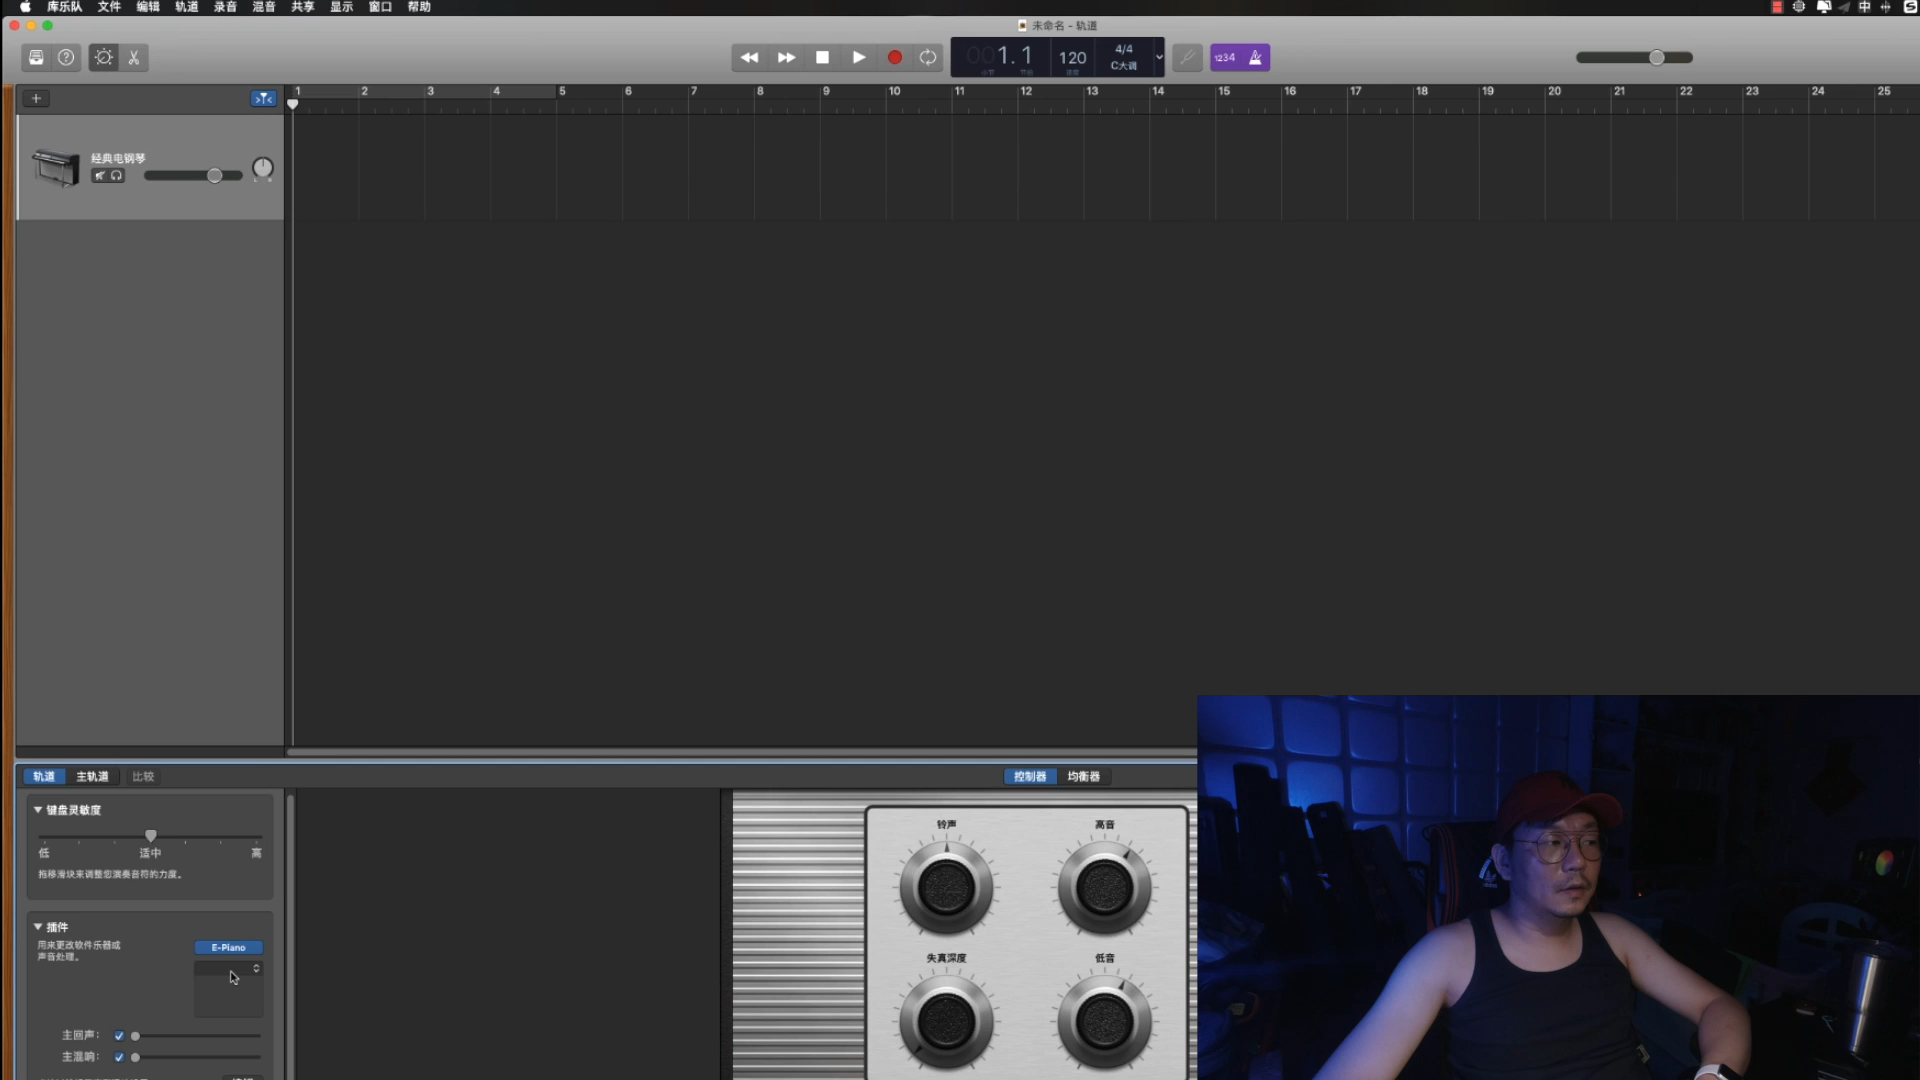 库乐队 文件 编辑 轨道 录音 混音 共享 显示 窗口 帮助
中
未命名 - 轨道
001.1 120 4/4
C大调
1234
1 2 3 4 5 6 7 8 9 10 11 12 13 14 15 16 17 18 19 20 21 22 23 24 25
经典电钢琴
轨道 主轨道 比较
控制器 均衡器
键盘灵敏度
低 适中 高
拖移滑块来调整您演奏音符的力度。
插件
用来更改软件乐器或
声音处理。
E-Piano
主回声：
主混响：
铃声 高音
失真深度 低音